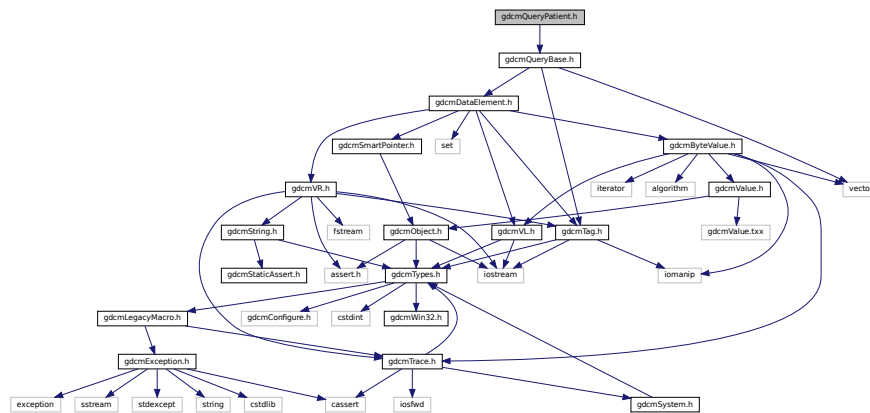 gdcmQueryPatient.h
gdcmQueryBase.h
gdcmDataElement.h
gdcmSmartPointer.h
set
gdcmByteValue.h
gdcmVR.h
iterator
algorithm
gdcmValue.h
vecto
gdcmString.h
fstream
gdcmObject.h
gdcmVL.h
gdcmTag.h
gdcmValue.txx
gdcmStaticAssert.h
assert.h
gdcmTypes.h
iostream
iomanip
gdcmLegacyMacro.h
gdcmConfigure.h
cstdint
gdcmWin32.h
gdcmException.h
gdcmTrace.h
exception
sstream
stdexcept
string
cstdlib
cassert
iosfwd
gdcmSystem.h